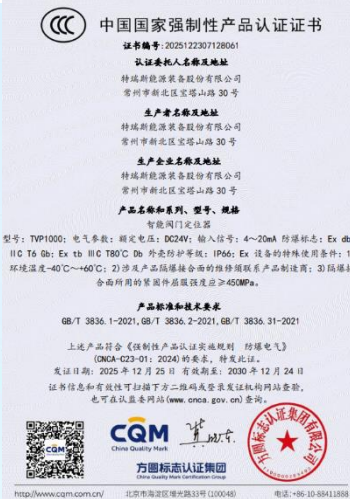 中国国家强制性产品认证证书
证书编号:2025122307128061
认证委托人名称及地址
特瑞斯能源装备股份有限公司
常州市新北区宝塔山路30号
生产者名称及地址
特瑞斯能源装备股份有限公司
常州市新北区宝塔山路30号
生产企业名称及地址
特瑞斯能源装备股份有限公司
常州市新北区宝塔山路30号
产品名称和系列、型号、规格
智能阀门定位器
型号: TVP1000; 电气参数: 额定电压: DC24V; 输入信号: 4～20mA 防爆标志: Ex db
IIC T6 Gb; Ex tb IIIC T80℃ Db 外壳防护等级: IP66; Ex 设备的特殊使用条件: 1
环境温度-40℃～+60℃; 2)涉及产品隔爆接合面的维修须联系产品制造商; 3)隔爆接
合面所用的紧固件屈服强度应≥450MPa。
产品标准和技术要求
GB/T 3836.1-2021,GB/T 3836.2-2021,GB/T 3836.31-2021
上述产品符合《强制性产品认证实施规则 防爆电气》
(CNCA-C23-01: 2024)的要求, 特发此证。
发证日期: 2025年12月25日 有效期至: 2030年12月24日
证书信息和有效性可扫描下方二维码或登录发证机构网站查验,
也可在认监委网站(www.cnca.gov.cn)查询。
CQM
CQM
China Quality Mark
方圆标志认证集团
China Quality Mark Certification Group
方圆标志认证集团有限公司
http://www.cqm.com.cn/
北京市海淀区增光路33号 (100048)
电话:+86-10-88411888